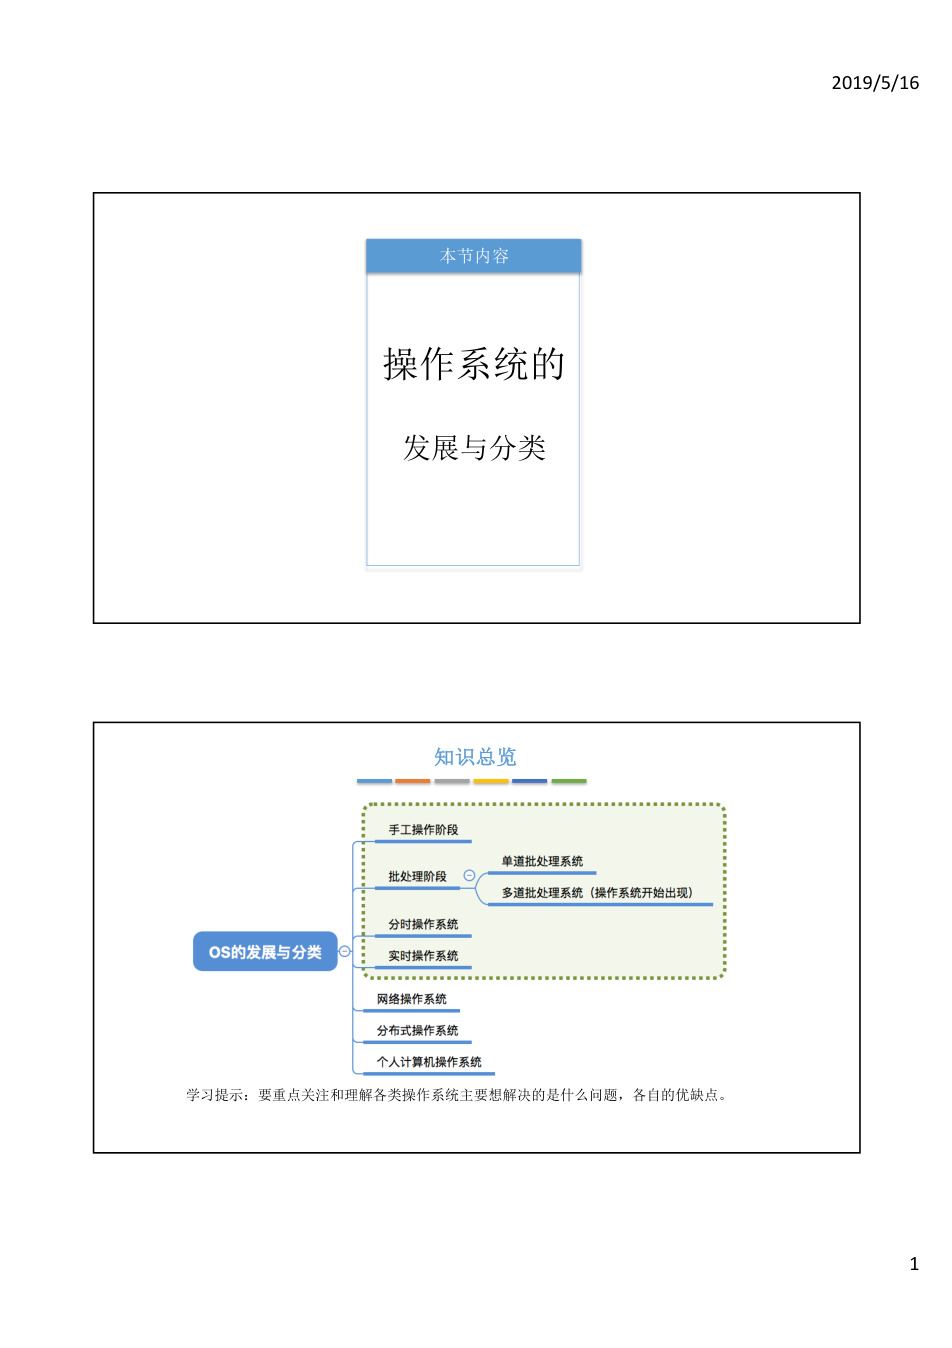 2019/5/16
本节内容
操作系统的
发展与分类
知识总览
手工操作阶段
单道批处理系统
批处理阶段
多道批处理系统（操作系统开始出现）
分时操作系统
OS的发展与分类
实时操作系统
网络操作系统
分布式操作系统
个人计算机操作系统
学习提示：要重点关注和理解各类操作系统主要想解决的是什么问题，各自的优缺点。
1